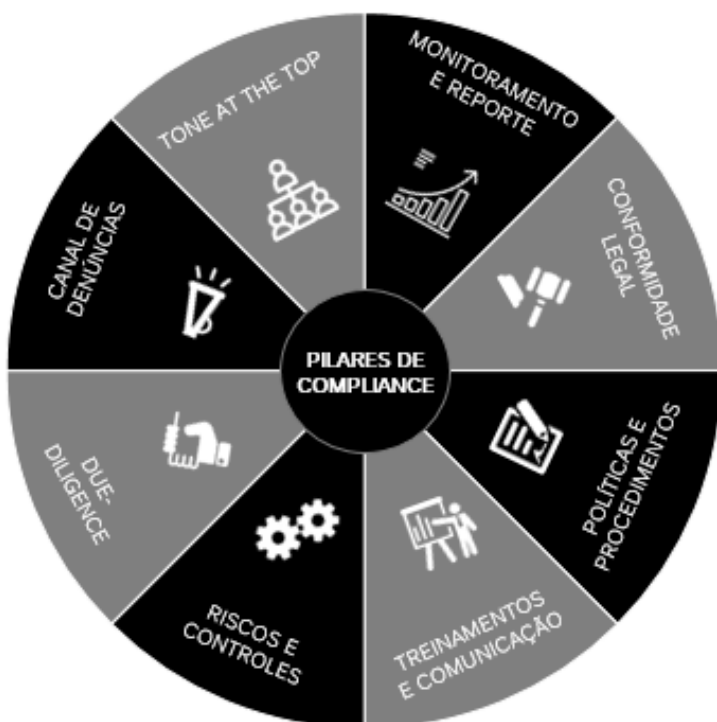 TONE AT THE TOP
MONITORAMENTO
E REPORTE
CONFORMIDADE
LEGAL
POLÍTICAS E
PROCEDIMENTOS
TREINAMENTOS
E COMUNICAÇÃO
RISCOS E
CONTROLES
DUE-
DILIGENCE
CANAL DE
DENÚNCIAS
PILARES DE
COMPLIANCE